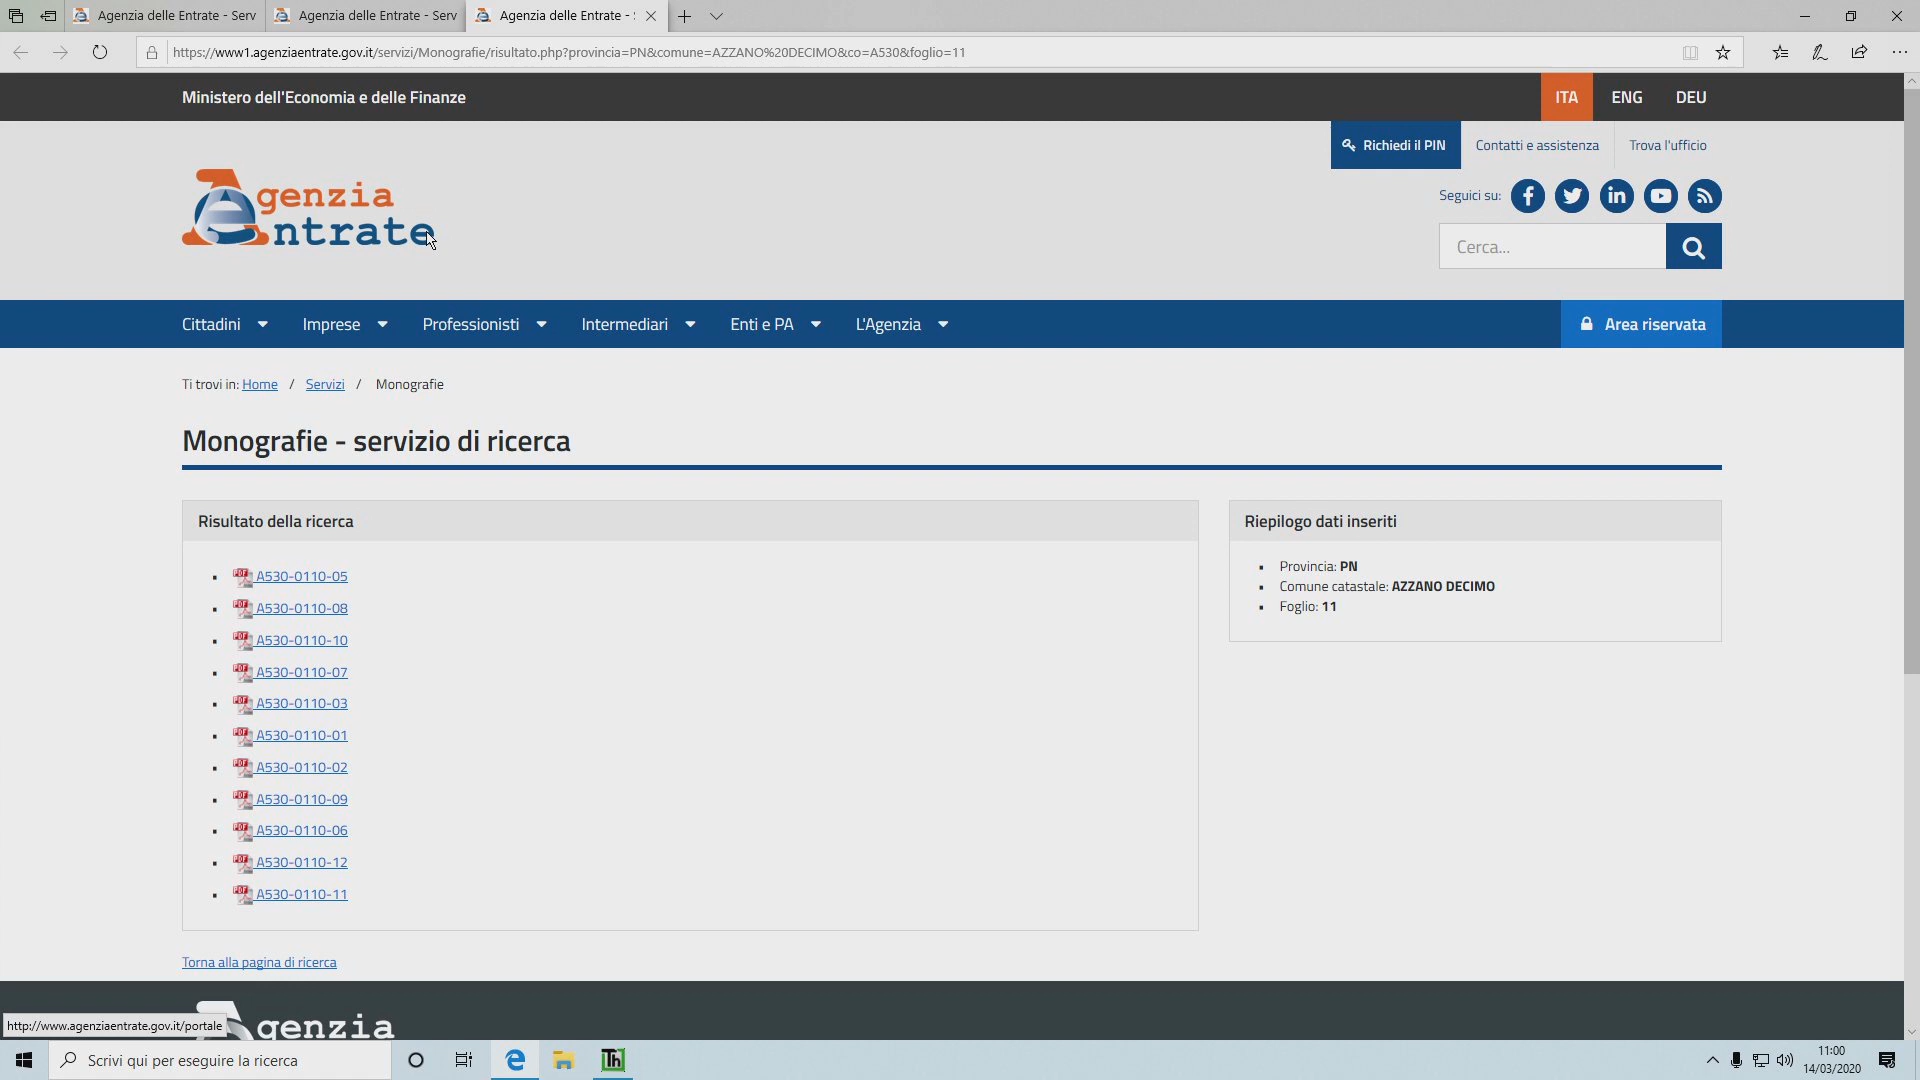 Agenzia delle Entrate - Serv
Agenzia delle Entrate - Serv
Agenzia delle Entrate -
https://www1.agenziaentrate.gov.it/servizi/Monografie/risultato.php?provincia=PN&comune=AZZANO%20DECIMO&co=A530&foglio=11
Ministero dell'Economia e delle Finanze
ITA ENG DEU
Richiedi il PIN Contatti e assistenza Trova l'ufficio
Seguici su:
genzia
ntrate
Cerca...
Cittadini Imprese Professionisti Intermediari Enti e PA L'Agenzia Area riservata
Ti trovi in: Home / Servizi / Monografie
Monografie - servizio di ricerca
Risultato della ricerca
A530-0110-05
A530-0110-08
A530-0110-10
A530-0110-07
A530-0110-03
A530-0110-01
A530-0110-02
A530-0110-09
A530-0110-06
A530-0110-12
A530-0110-11
Riepilogo dati inseriti
Provincia: PN
Comune catastale: AZZANO DECIMO
Foglio: 11
Torna alla pagina di ricerca
genzia
http://www.agenziaentrate.gov.it/portale
Scrivi qui per eseguire la ricerca
Th
11:00
14/03/2020